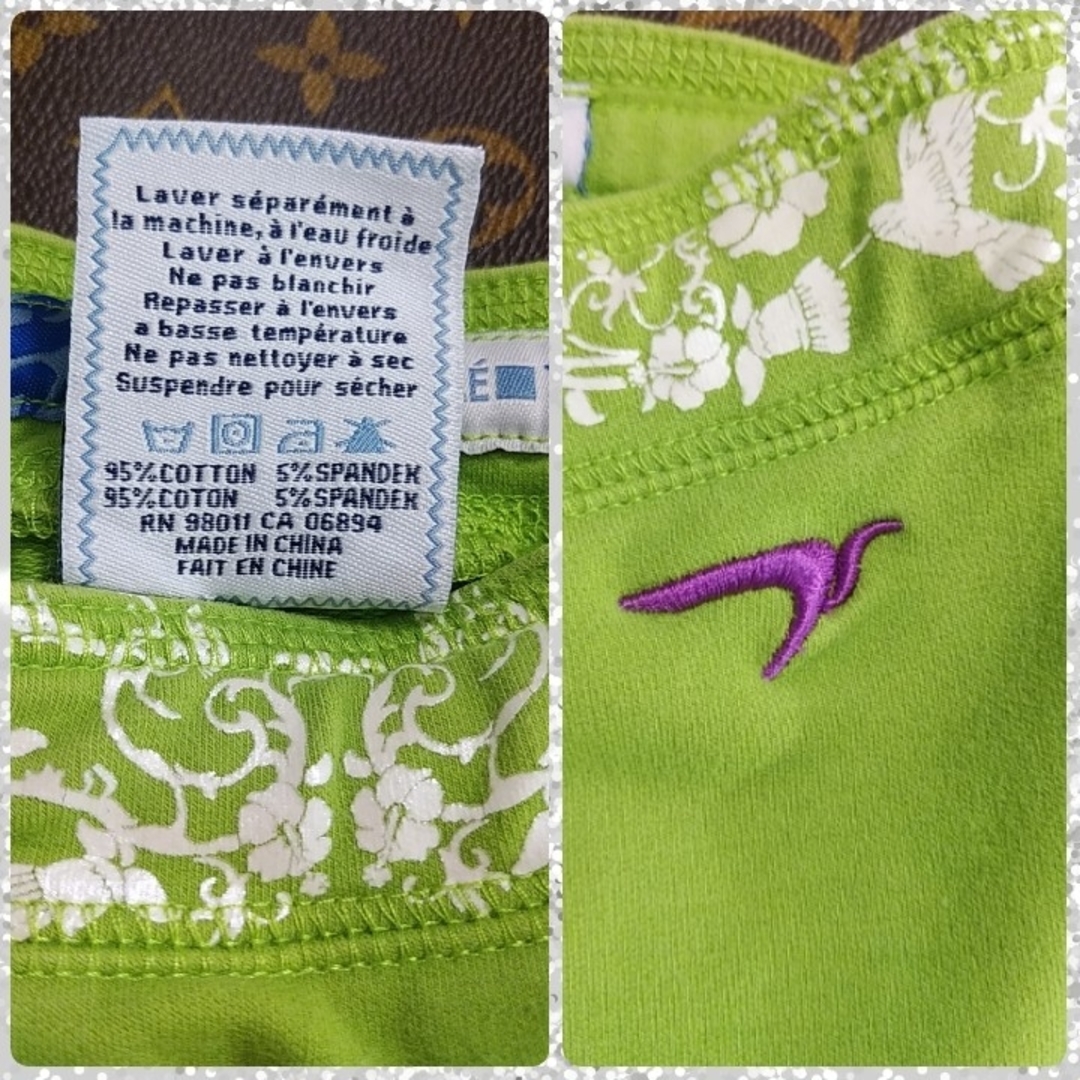 Laver séparément à
la machine, à l'eau froide
Laver à l'envers
Ne pas blanchir
Repasser à l'envers
a basse température
Ne pas nettoyer à sec
Suspendre pour sécher
95%COTTON 5%SPANDEX
95%COTON 5%SPANDEX
RN 98011 CA 06894
MADE IN CHINA
FAIT EN CHINE
É